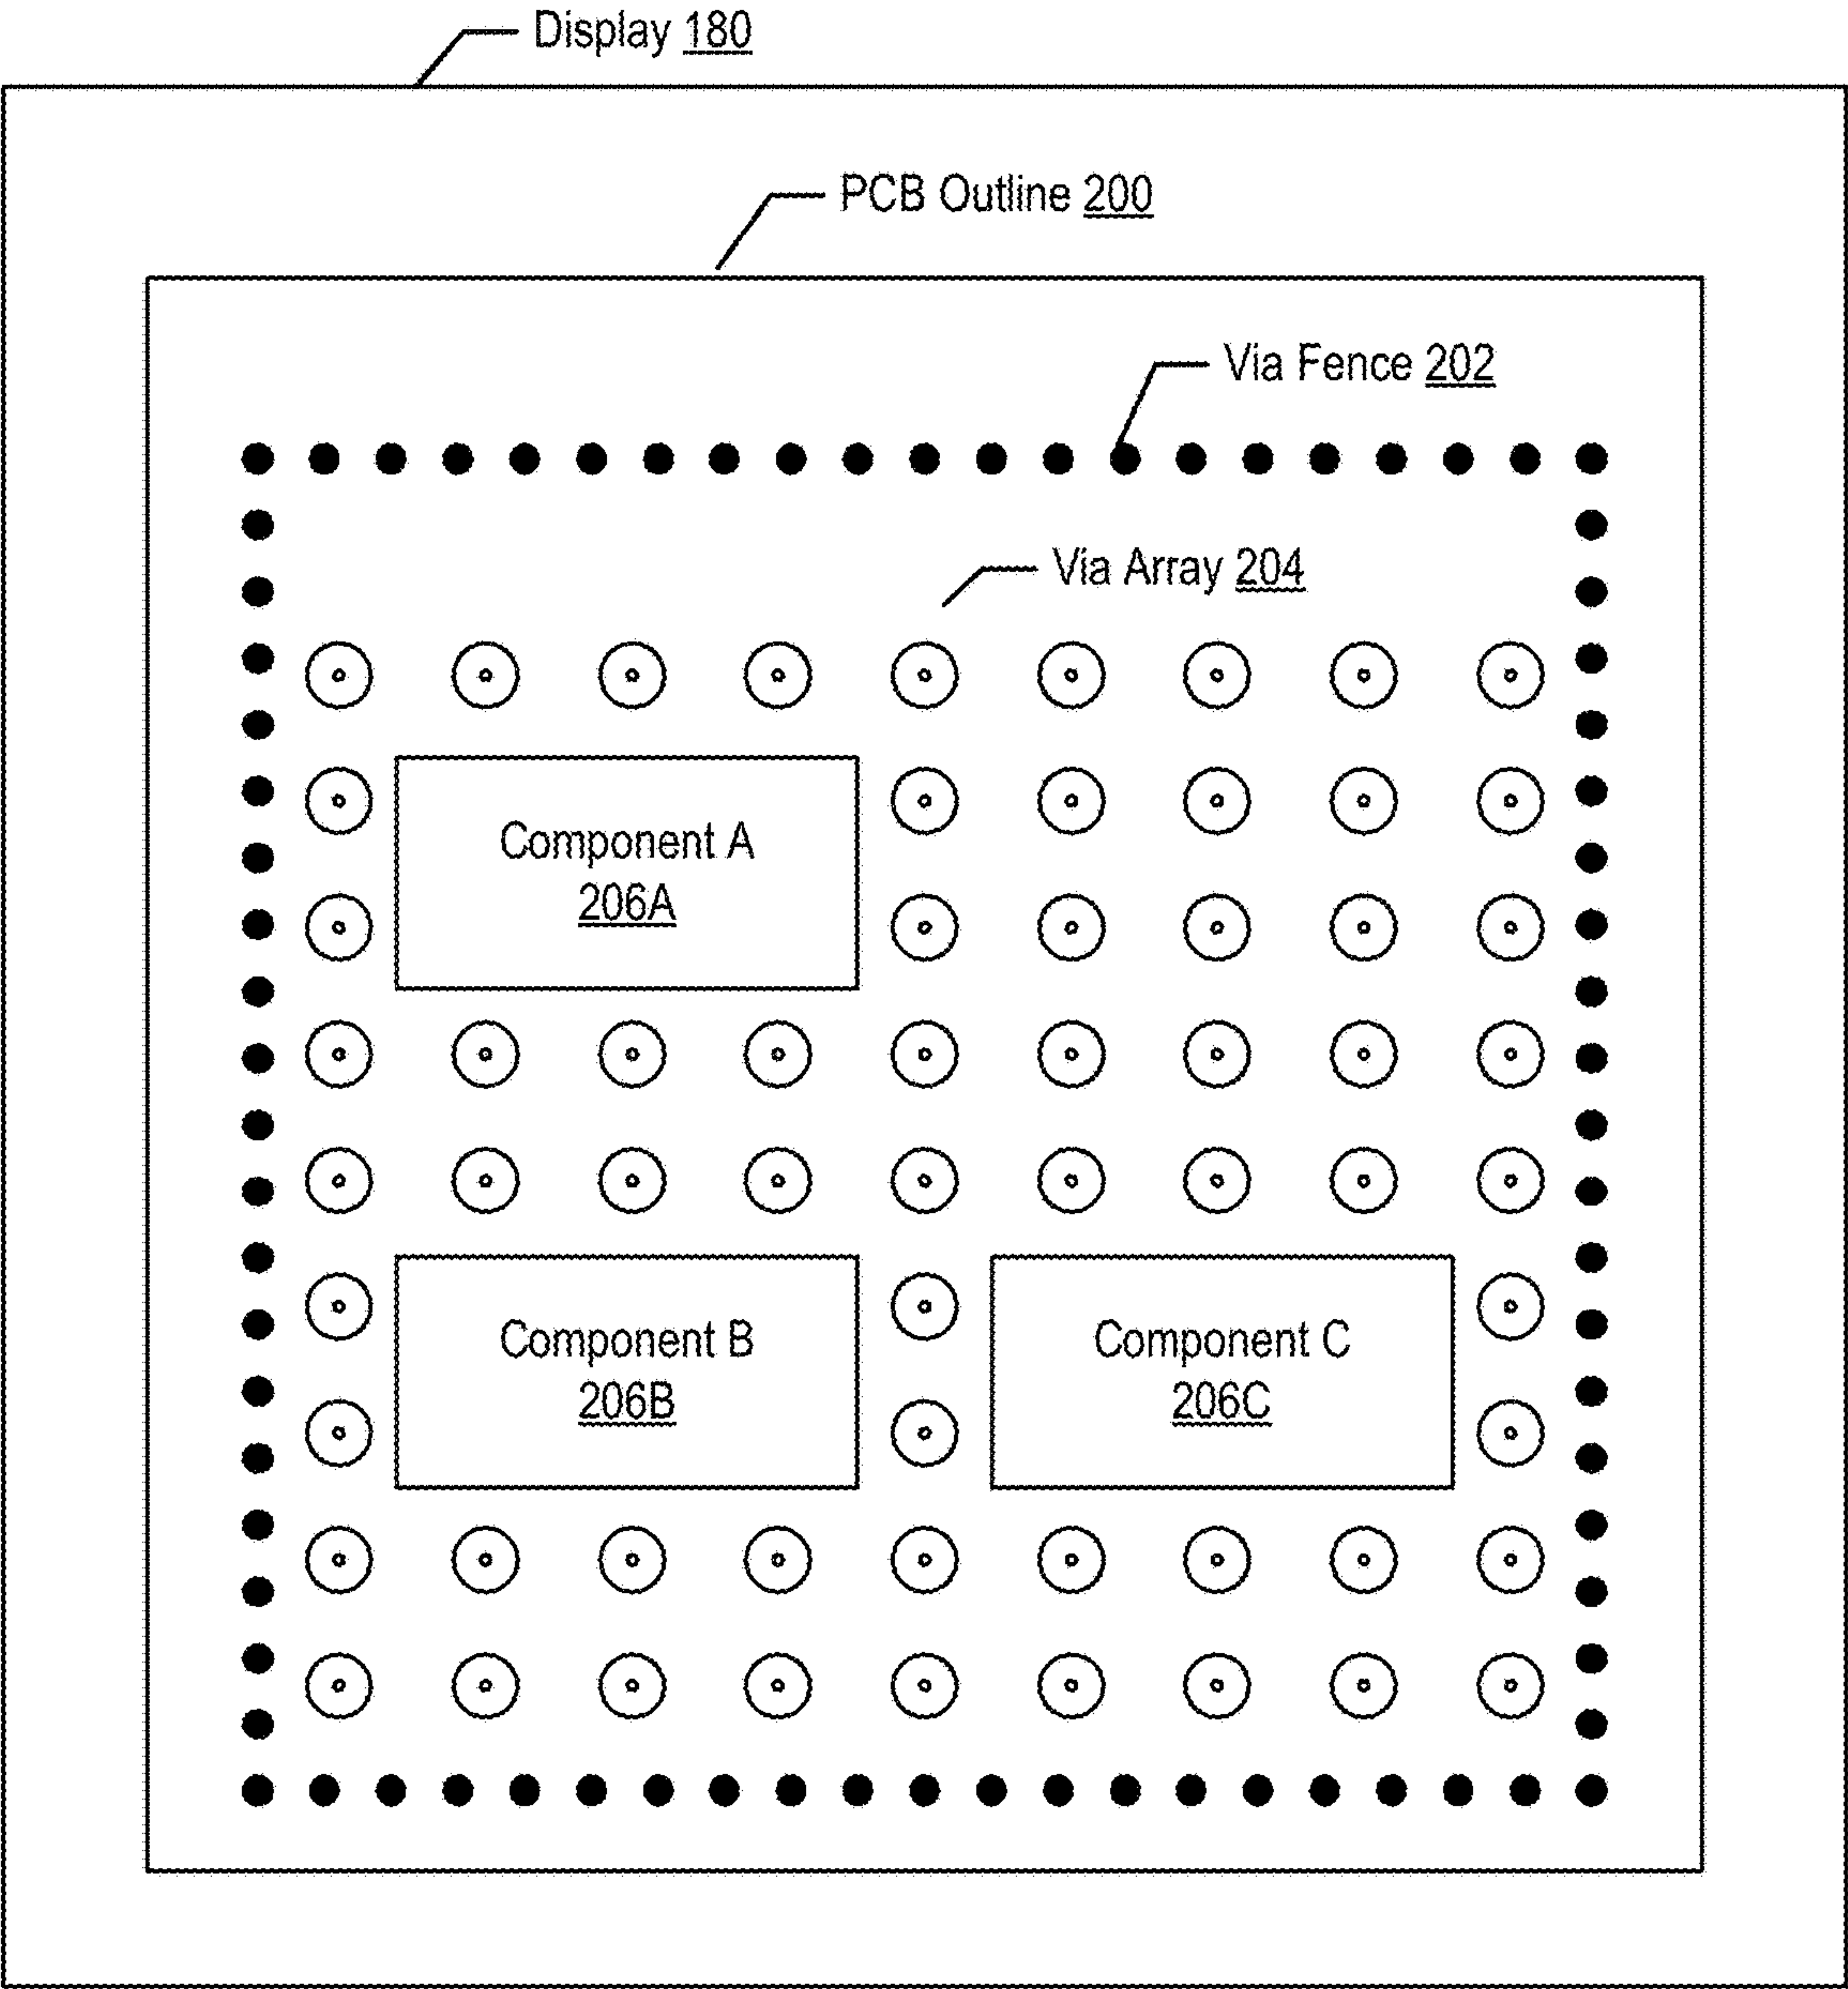 Display 180
PCB Outline 200
Via Fence 202
Via Array 204
Component A
206A
Component B
206B
Component C
206C